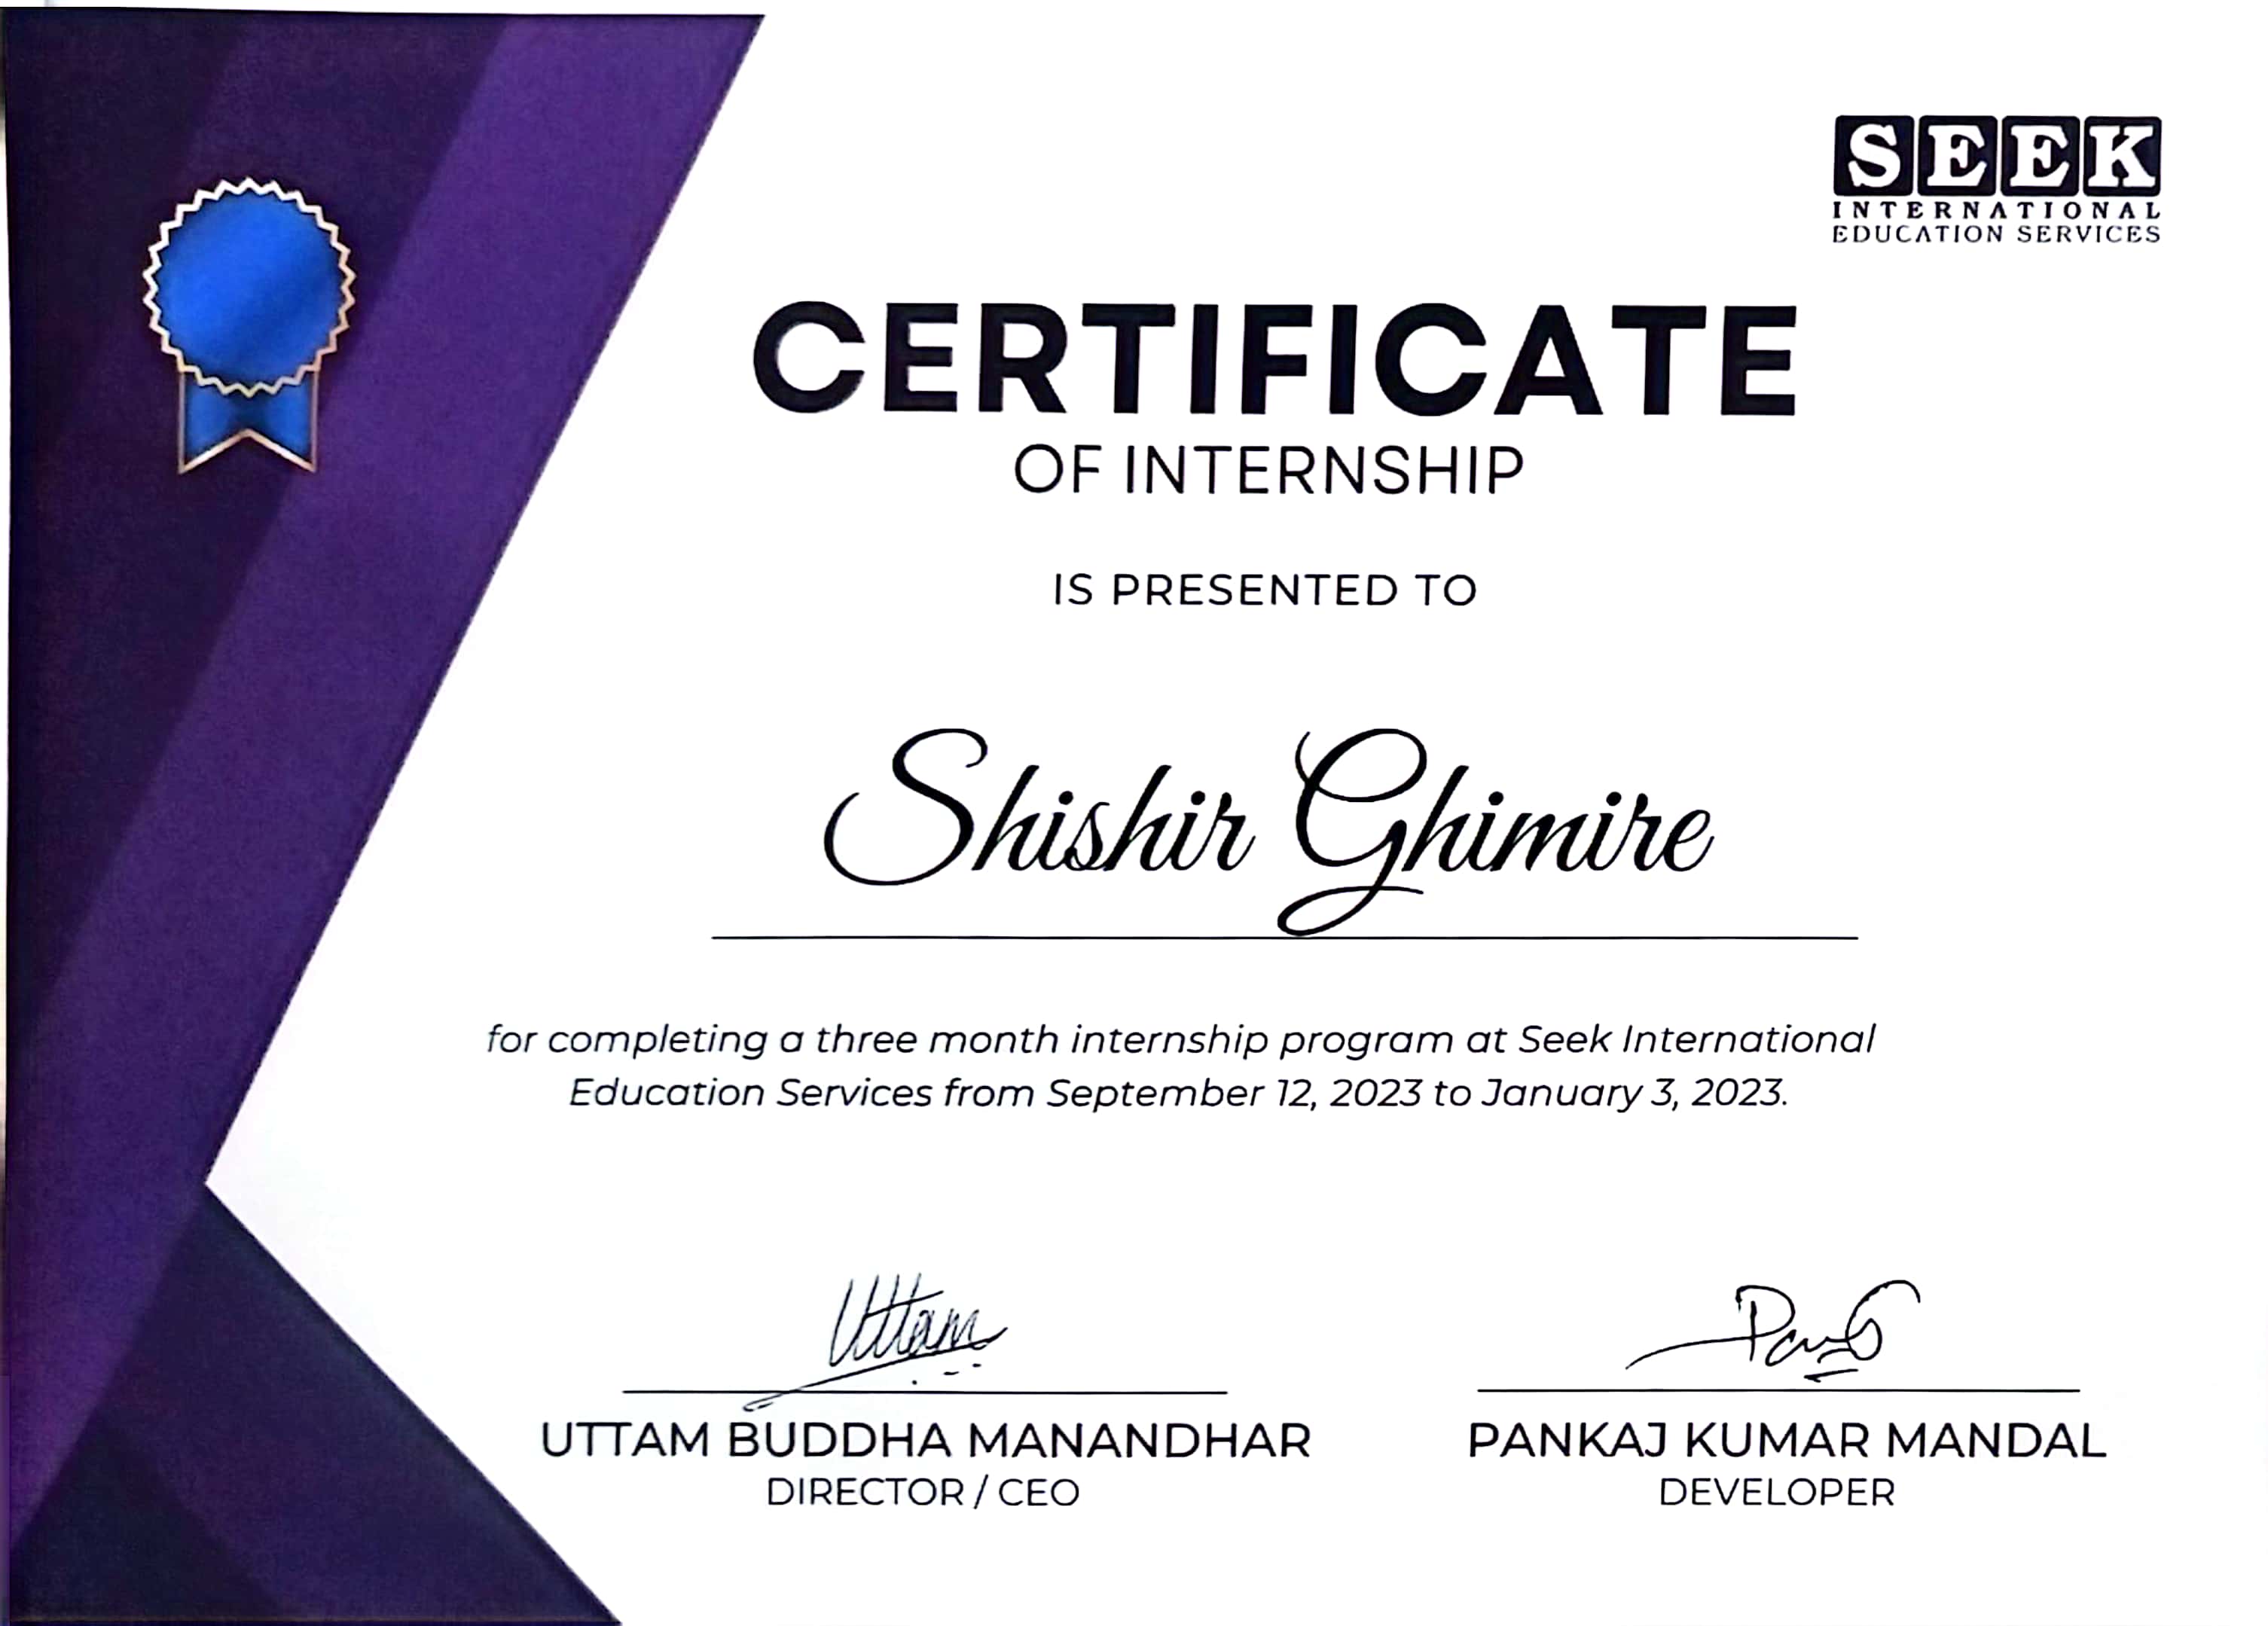 SEEK
INTERNATIONAL
EDUCATION SERVICES
CERTIFICATE
OF INTERNSHIP
IS PRESENTED TO
Shishir Ghimire
for completing a three month internship program at Seek International
Education Services from September 12, 2023 to January 3, 2023.
Uttam
UTTAM BUDDHA MANANDHAR
DIRECTOR / CEO
PANKAJ KUMAR MANDAL
DEVELOPER